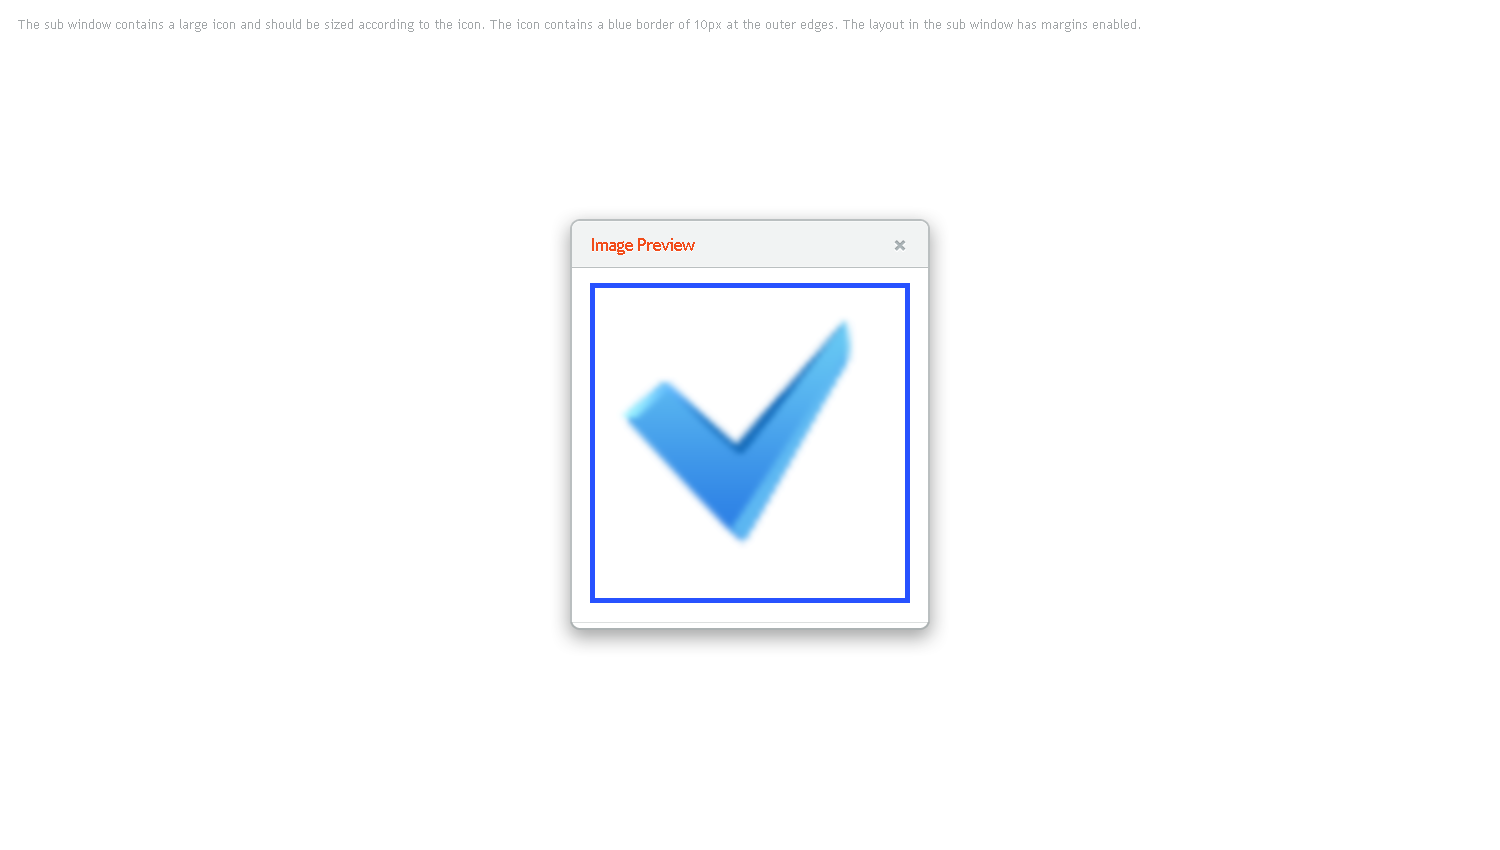 The sub window contains a large icon and should be sized according to the icon. The icon contains a blue border of 10px at the outer edges. The layout in the sub window has margins enabled.
Image Preview